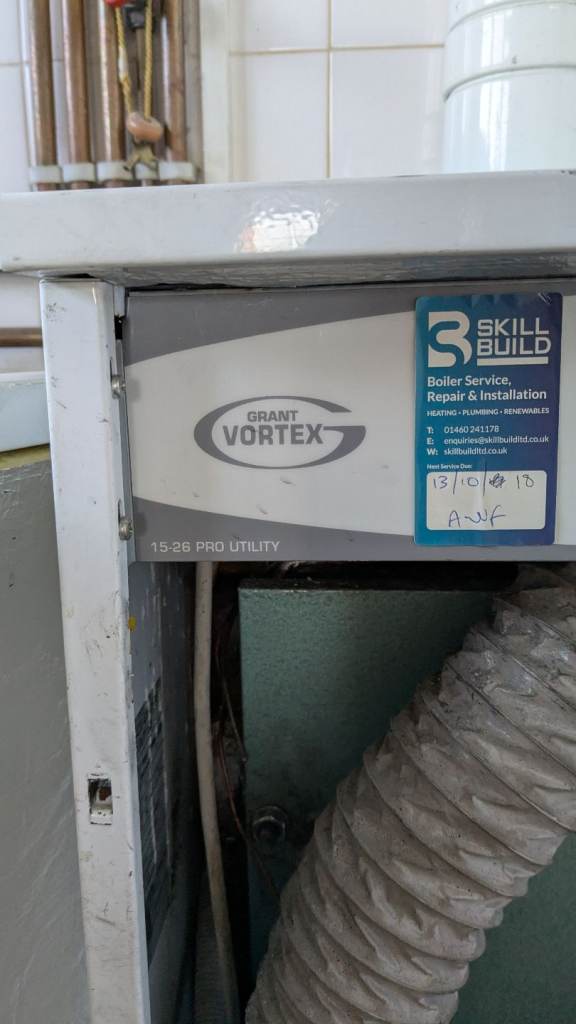 SKILL
BUILD
Boiler Service,
Repair & Installation
HEATING • PLUMBING • RENEWABLES
T: 01460 241178
E: enquiries@skillbuildltd.co.uk
W: skillbuildltd.co.uk
Next Service Due:
13/10/ 18
GRANT
VORTEX
15-26 PRO UTILITY